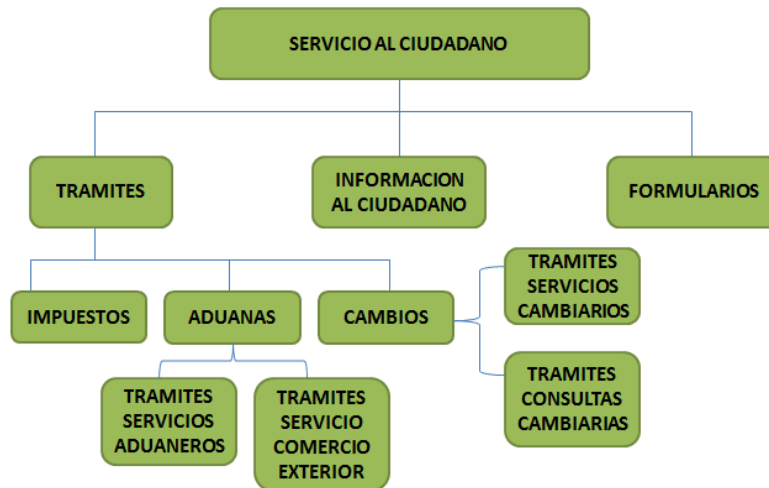 SERVICIO AL CIUDADANO
TRAMITES
INFORMACION
AL CIUDADANO
FORMULARIOS
IMPUESTOS
ADUANAS
CAMBIOS
TRAMITES
SERVICIOS
CAMBIARIOS
TRAMITES
CONSULTAS
CAMBIARIAS
TRAMITES
SERVICIOS
ADUANEROS
TRAMITES
SERVICIO
COMERCIO
EXTERIOR